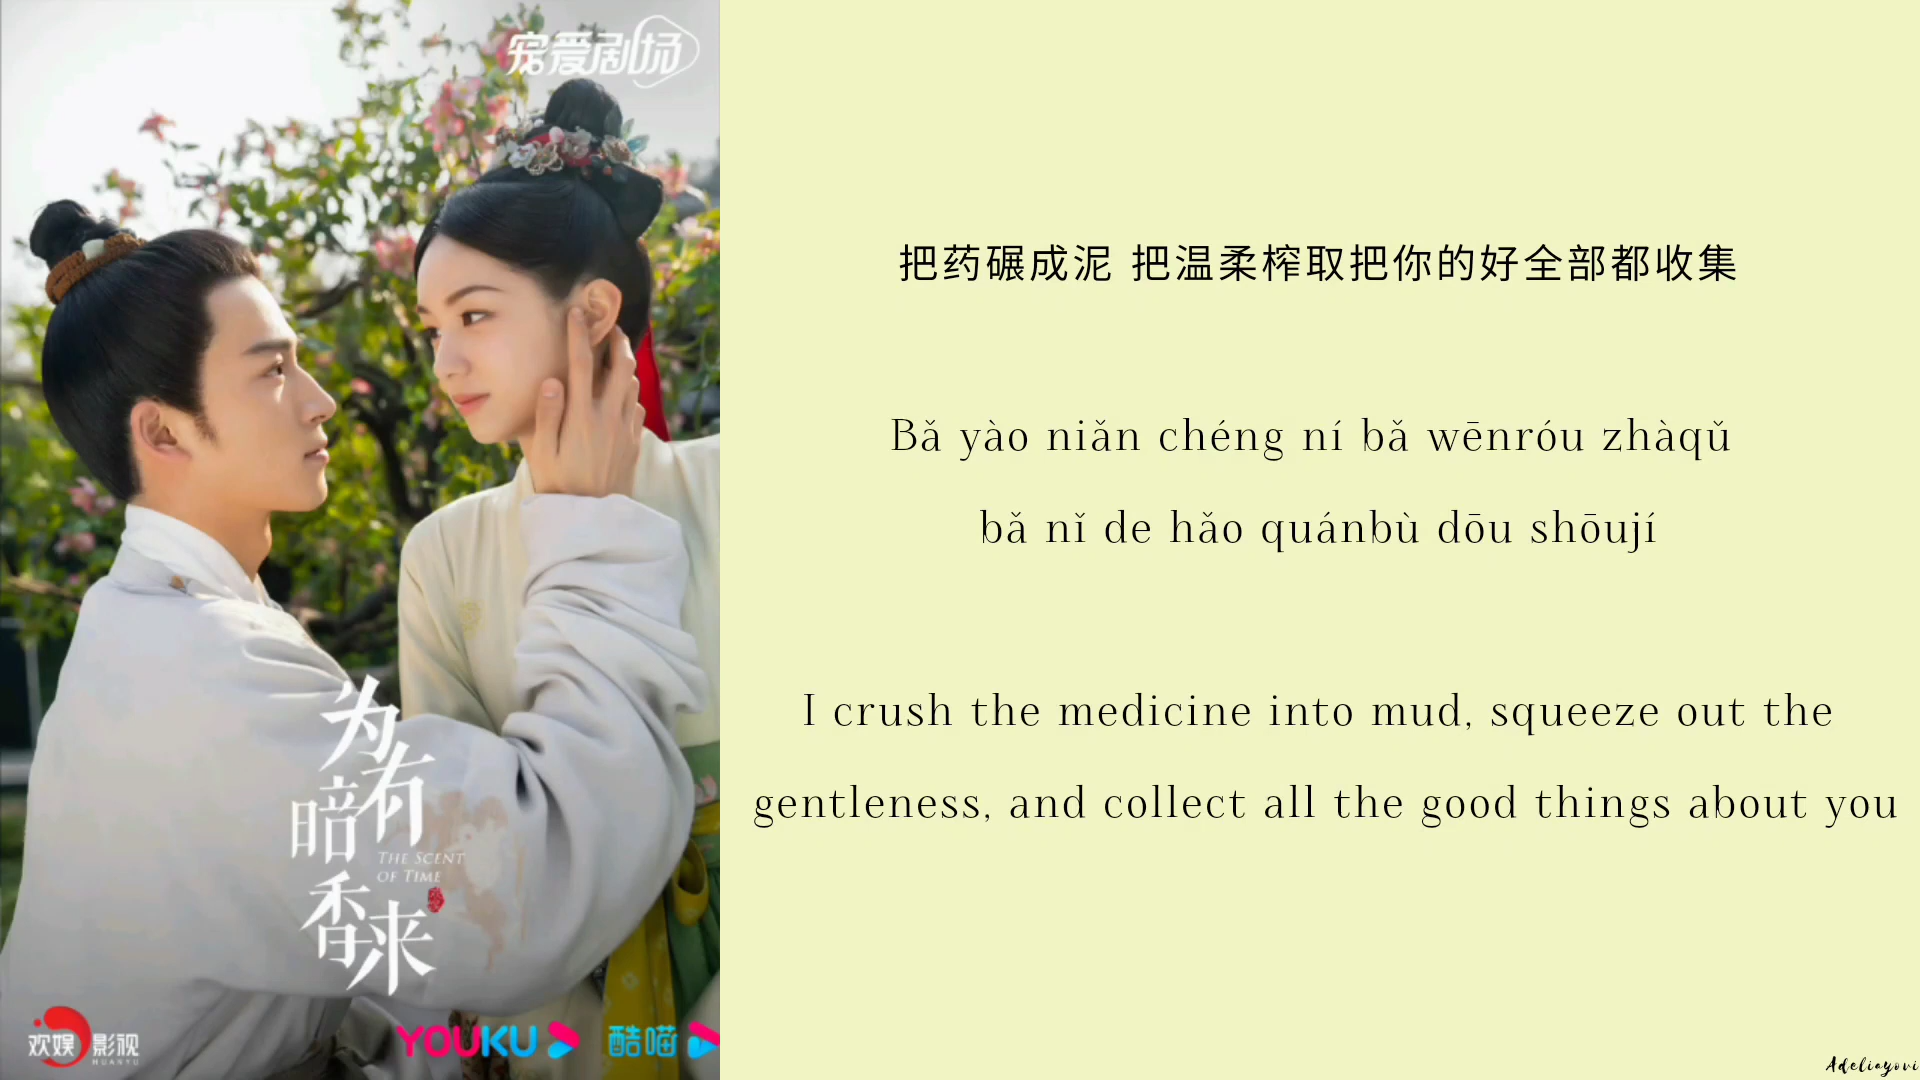 宠爱剧场
为有
暗香来
THE SCENT
OF TIME
欢娱影视
HUANYU
YOUKU
酷喵
把药碾成泥 把温柔榨取把你的好全部都收集
Bǎ yào niǎn chéng ní bǎ wēnróu zhàqǔ
bǎ nǐ de hǎo quánbù dōu shōují
I crush the medicine into mud, squeeze out the
gentleness, and collect all the good things about you
Adeliayovi